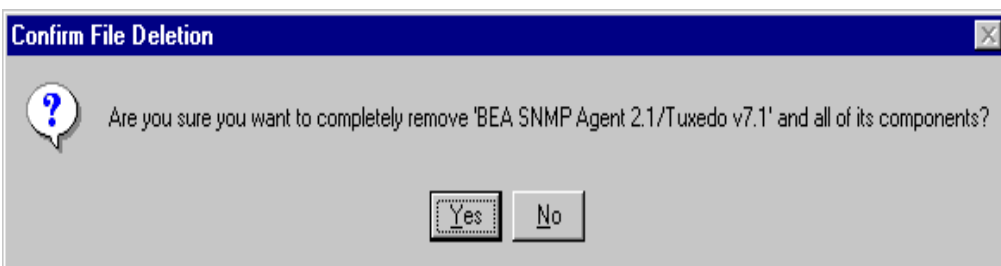 Confirm File Deletion
Are you sure you want to completely remove 'BEA SNMP Agent 2.1/Tuxedo v7.1' and all of its components?
Yes No